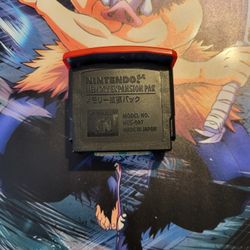 NINTENDO64
MEMORY EXPANSION PAK
メモリー拡張パック
MODEL NO.
NUS-007
MADE IN JAPAN